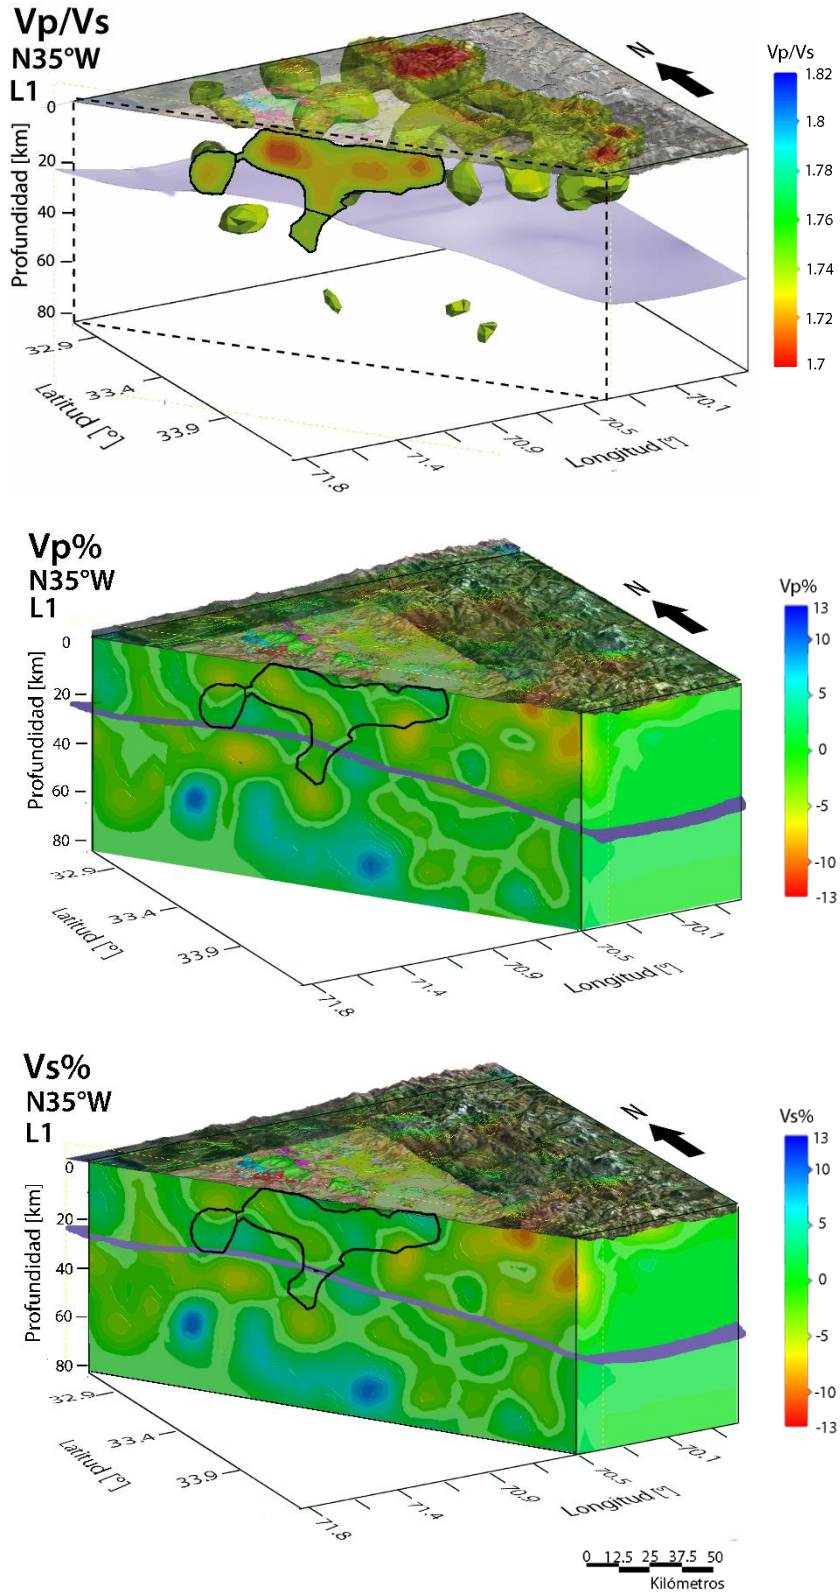 Vp/Vs
N35°W
L1
N
Vp/Vs
1.82
1.8
1.78
1.76
1.74
1.72
1.7
Profundidad [km]
0
20
40
60
80
32.9
33.4
33.9
Latitud [°]
71.8
71.4
70.9
70.5
70.1
Longitud [°]
Vp%
N35°W
L1
N
Vp%
13
10
5
0
-5
-10
-13
Profundidad [km]
0
20
40
60
80
32.9
33.4
33.9
Latitud [°]
71.8
71.4
70.9
70.5
70.1
Longitud [°]
Vs%
N35°W
L1
N
Vs%
13
10
5
0
-5
-10
-13
Profundidad [km]
0
20
40
60
80
32.9
33.4
33.9
Latitud [°]
71.8
71.4
70.9
70.5
70.1
Longitud [°]
0 12.5 25 37.5 50
Kilómetros